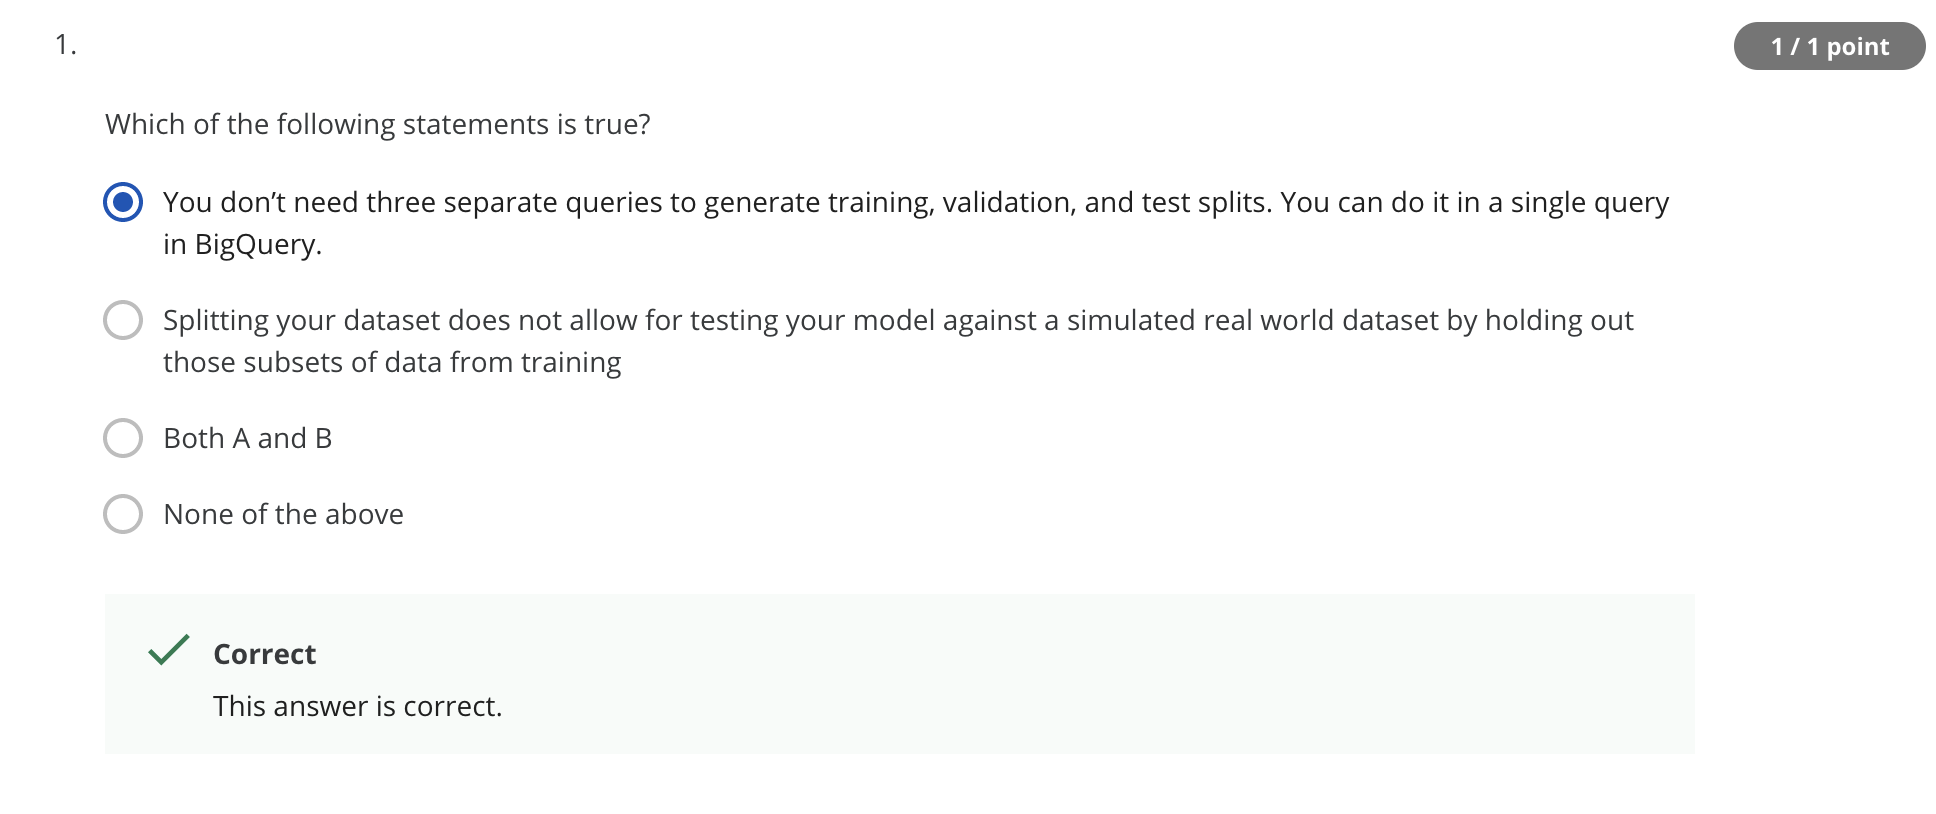 1.
1 / 1 point
Which of the following statements is true?
You don’t need three separate queries to generate training, validation, and test splits. You can do it in a single query
in BigQuery.
Splitting your dataset does not allow for testing your model against a simulated real world dataset by holding out
those subsets of data from training
Both A and B
None of the above
Correct
This answer is correct.